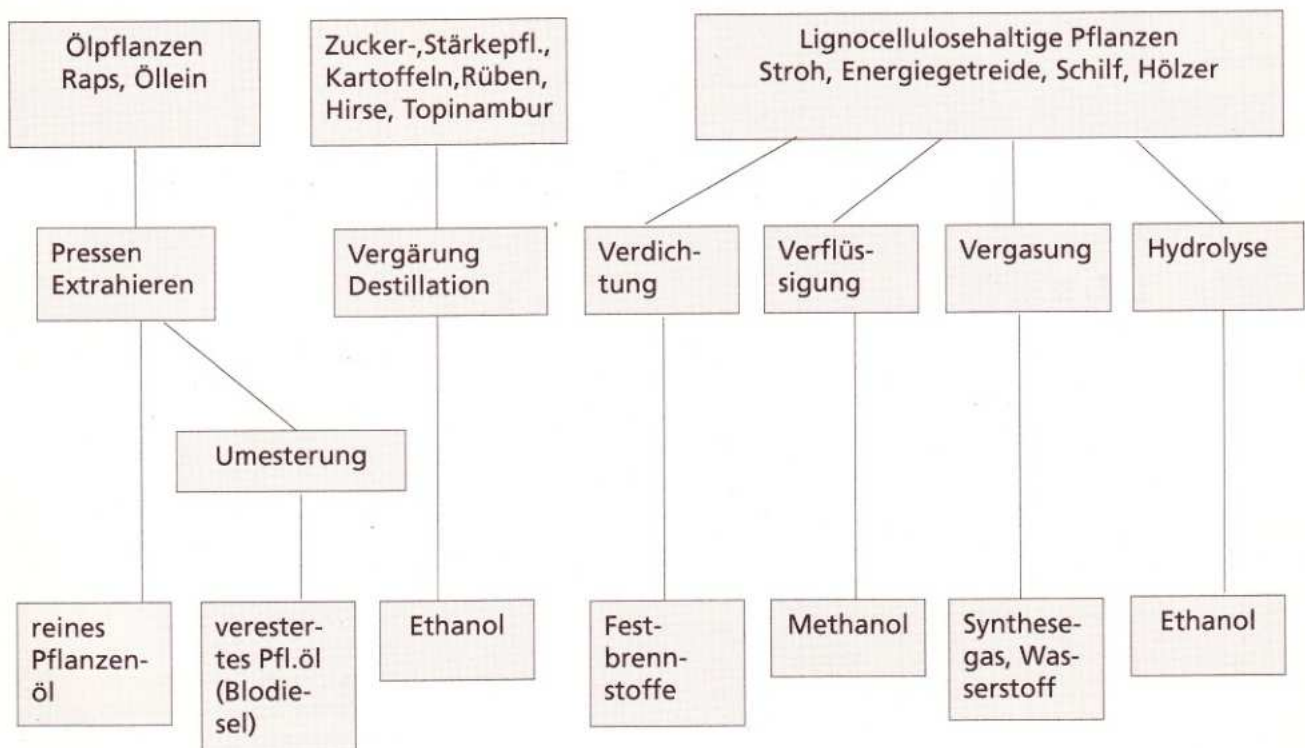 Ölpflanzen
Raps, Öllein
Zucker-,Stärkepfl.,
Kartoffeln,Rüben,
Hirse, Topinambur
Lignocellulosehaltige Pflanzen
Stroh, Energiegetreide, Schilf, Hölzer
Pressen
Extrahieren
Vergärung
Destillation
Verdich-
tung
Verflüs-
sigung
Vergasung
Hydrolyse
Umesterung
reines
Pflanzen-
öl
verester-
tes Pfl.öl
(Blodie-
sel)
Ethanol
Fest-
brenn-
stoffe
Methanol
Synthese-
gas, Was-
serstoff
Ethanol